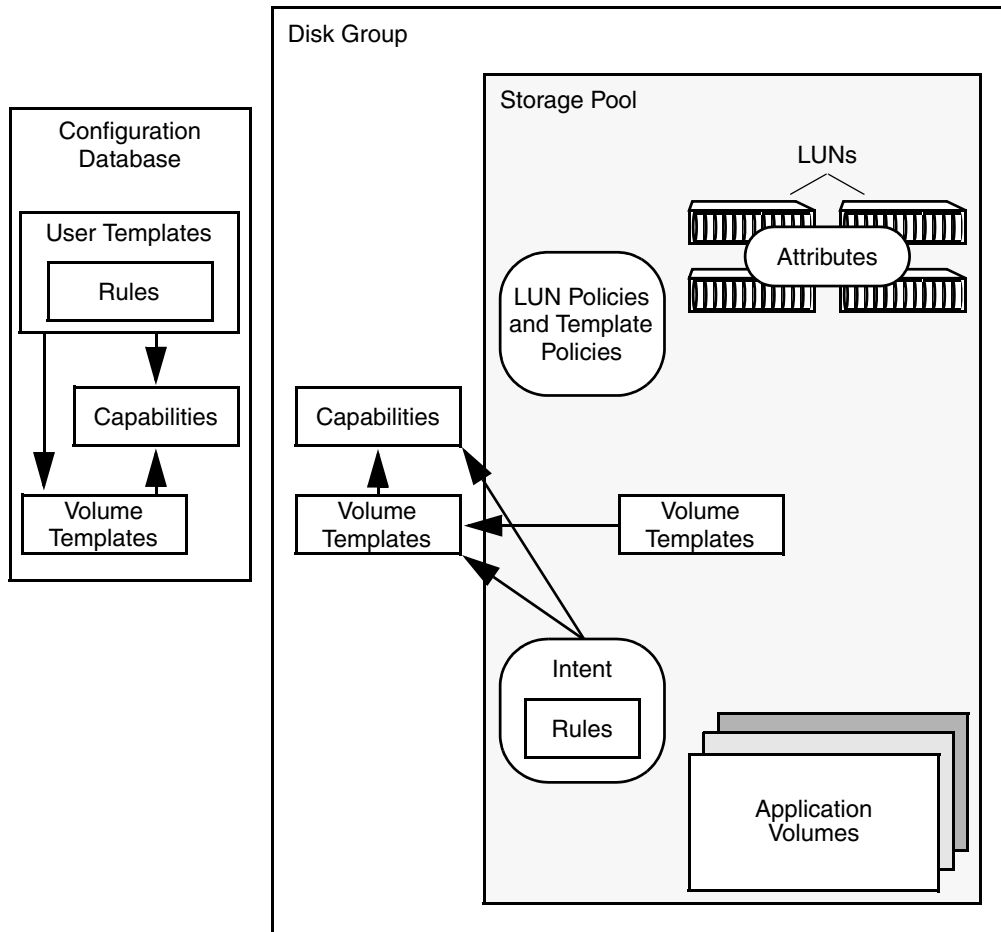 Disk Group
Storage Pool
Configuration
Database
LUNs
User Templates
Rules
Attributes
LUN Policies
and Template
Policies
Capabilities
Capabilities
Volume
Templates
Volume
Templates
Volume
Templates
Intent
Rules
Application
Volumes